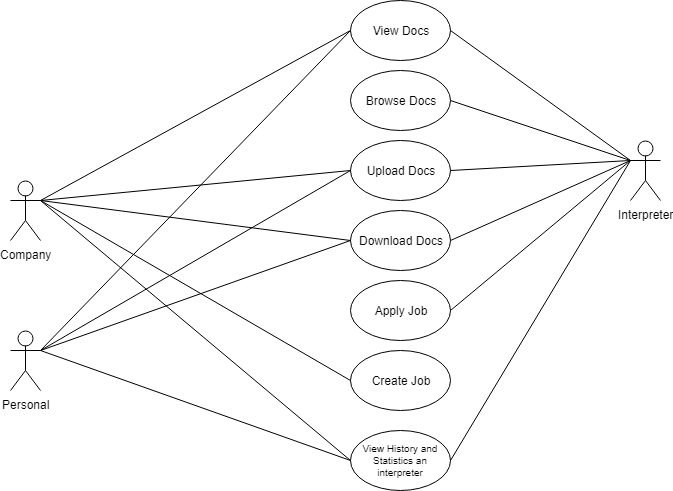 View Docs
Browse Docs
Upload Docs
Interpreter
Company
Download Docs
Apply Job
Create Job
Personal
View History and
Statistics an
interpreter